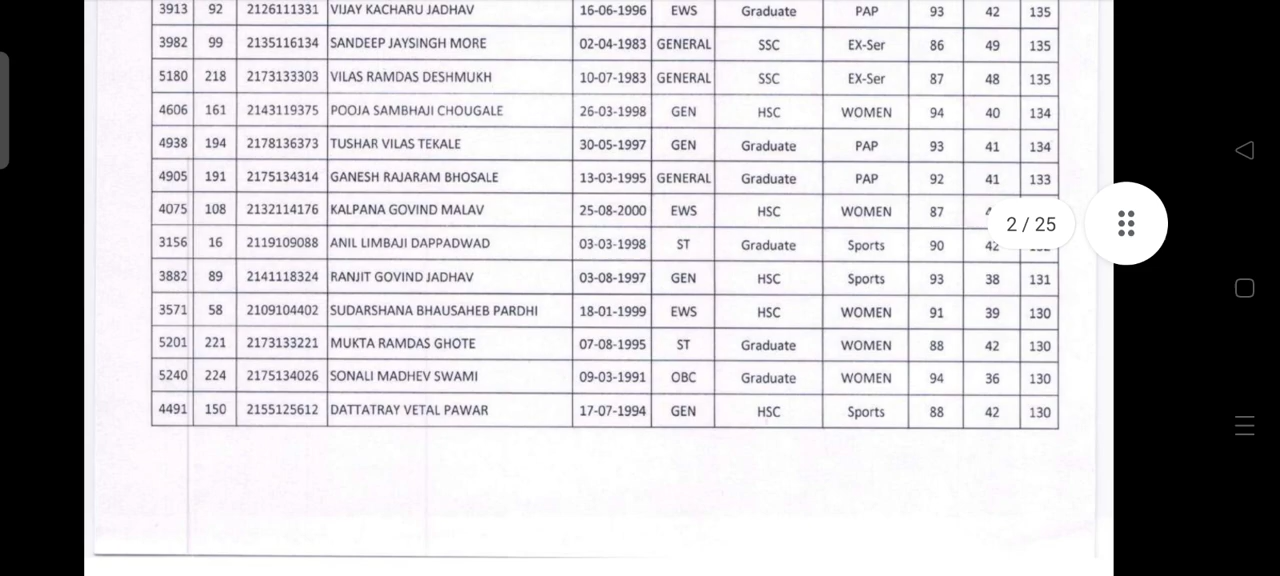 3913 92 2126111331 VIJAY KACHARU JADHAV 16-06-1996 EWS Graduate PAP 93 42 135
3982 99 2135116134 SANDEEP JAYSINGH MORE 02-04-1983 GENERAL SSC EX-Ser 86 49 135
5180 218 2173133303 VILAS RAMDAS DESHMUKH 10-07-1983 GENERAL SSC EX-Ser 87 48 135
4606 161 2143119375 POOJA SAMBHAJI CHOUGALE 26-03-1998 GEN HSC WOMEN 94 40 134
4938 194 2178136373 TUSHAR VILAS TEKALE 30-05-1997 GEN Graduate PAP 93 41 134
4905 191 2175134314 GANESH RAJARAM BHOSALE 13-03-1995 GENERAL Graduate PAP 92 41 133
4075 108 2132114176 KALPANA GOVIND MALAV 25-08-2000 EWS HSC WOMEN 87
2 / 25
3156 16 2119109088 ANIL LIMBAJI DAPPADWAD 03-03-1998 ST Graduate Sports 90 42
3882 89 2141118324 RANJIT GOVIND JADHAV 03-08-1997 GEN HSC Sports 93 38 131
3571 58 2109104402 SUDARSHANA BHAUSAHEB PARDHI 18-01-1999 EWS HSC WOMEN 91 39 130
5201 221 2173133221 MUKTA RAMDAS GHOTE 07-08-1995 ST Graduate WOMEN 88 42 130
5240 224 2175134026 SONALI MADHEV SWAMI 09-03-1991 OBC Graduate WOMEN 94 36 130
4491 150 2155125612 DATTATRAY VETAL PAWAR 17-07-1994 GEN HSC Sports 88 42 130